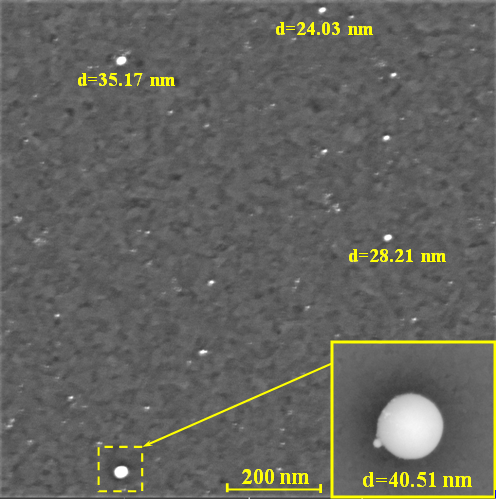 d=24.03 nm
d=35.17 nm
d=28.21 nm
200 nm
d=40.51 nm